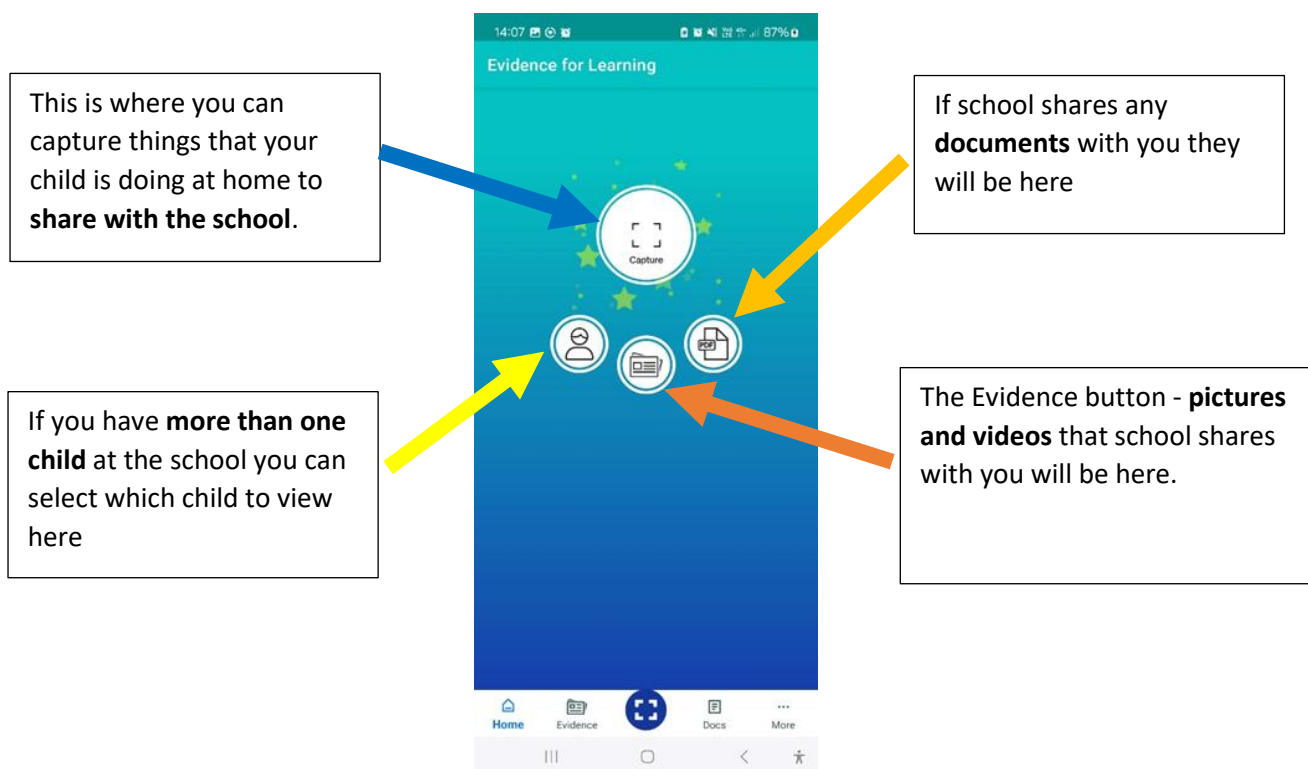 14:07
87%
Evidence for Learning
This is where you can
capture things that your
child is doing at home to
share with the school.
If school shares any
documents with you they
will be here
Capture
PDF
If you have more than one
child at the school you can
select which child to view
here
The Evidence button - pictures
and videos that school shares
with you will be here.
Home
Evidence
Docs
More